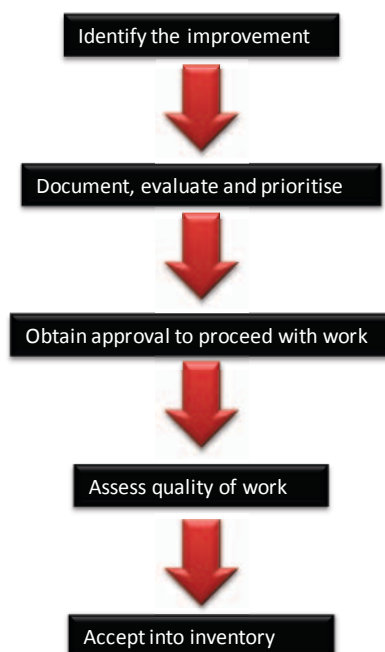 Identify the improvement
Document, evaluate and prioritise
Obtain approval to proceed with work
Assess quality of work
Accept into inventory